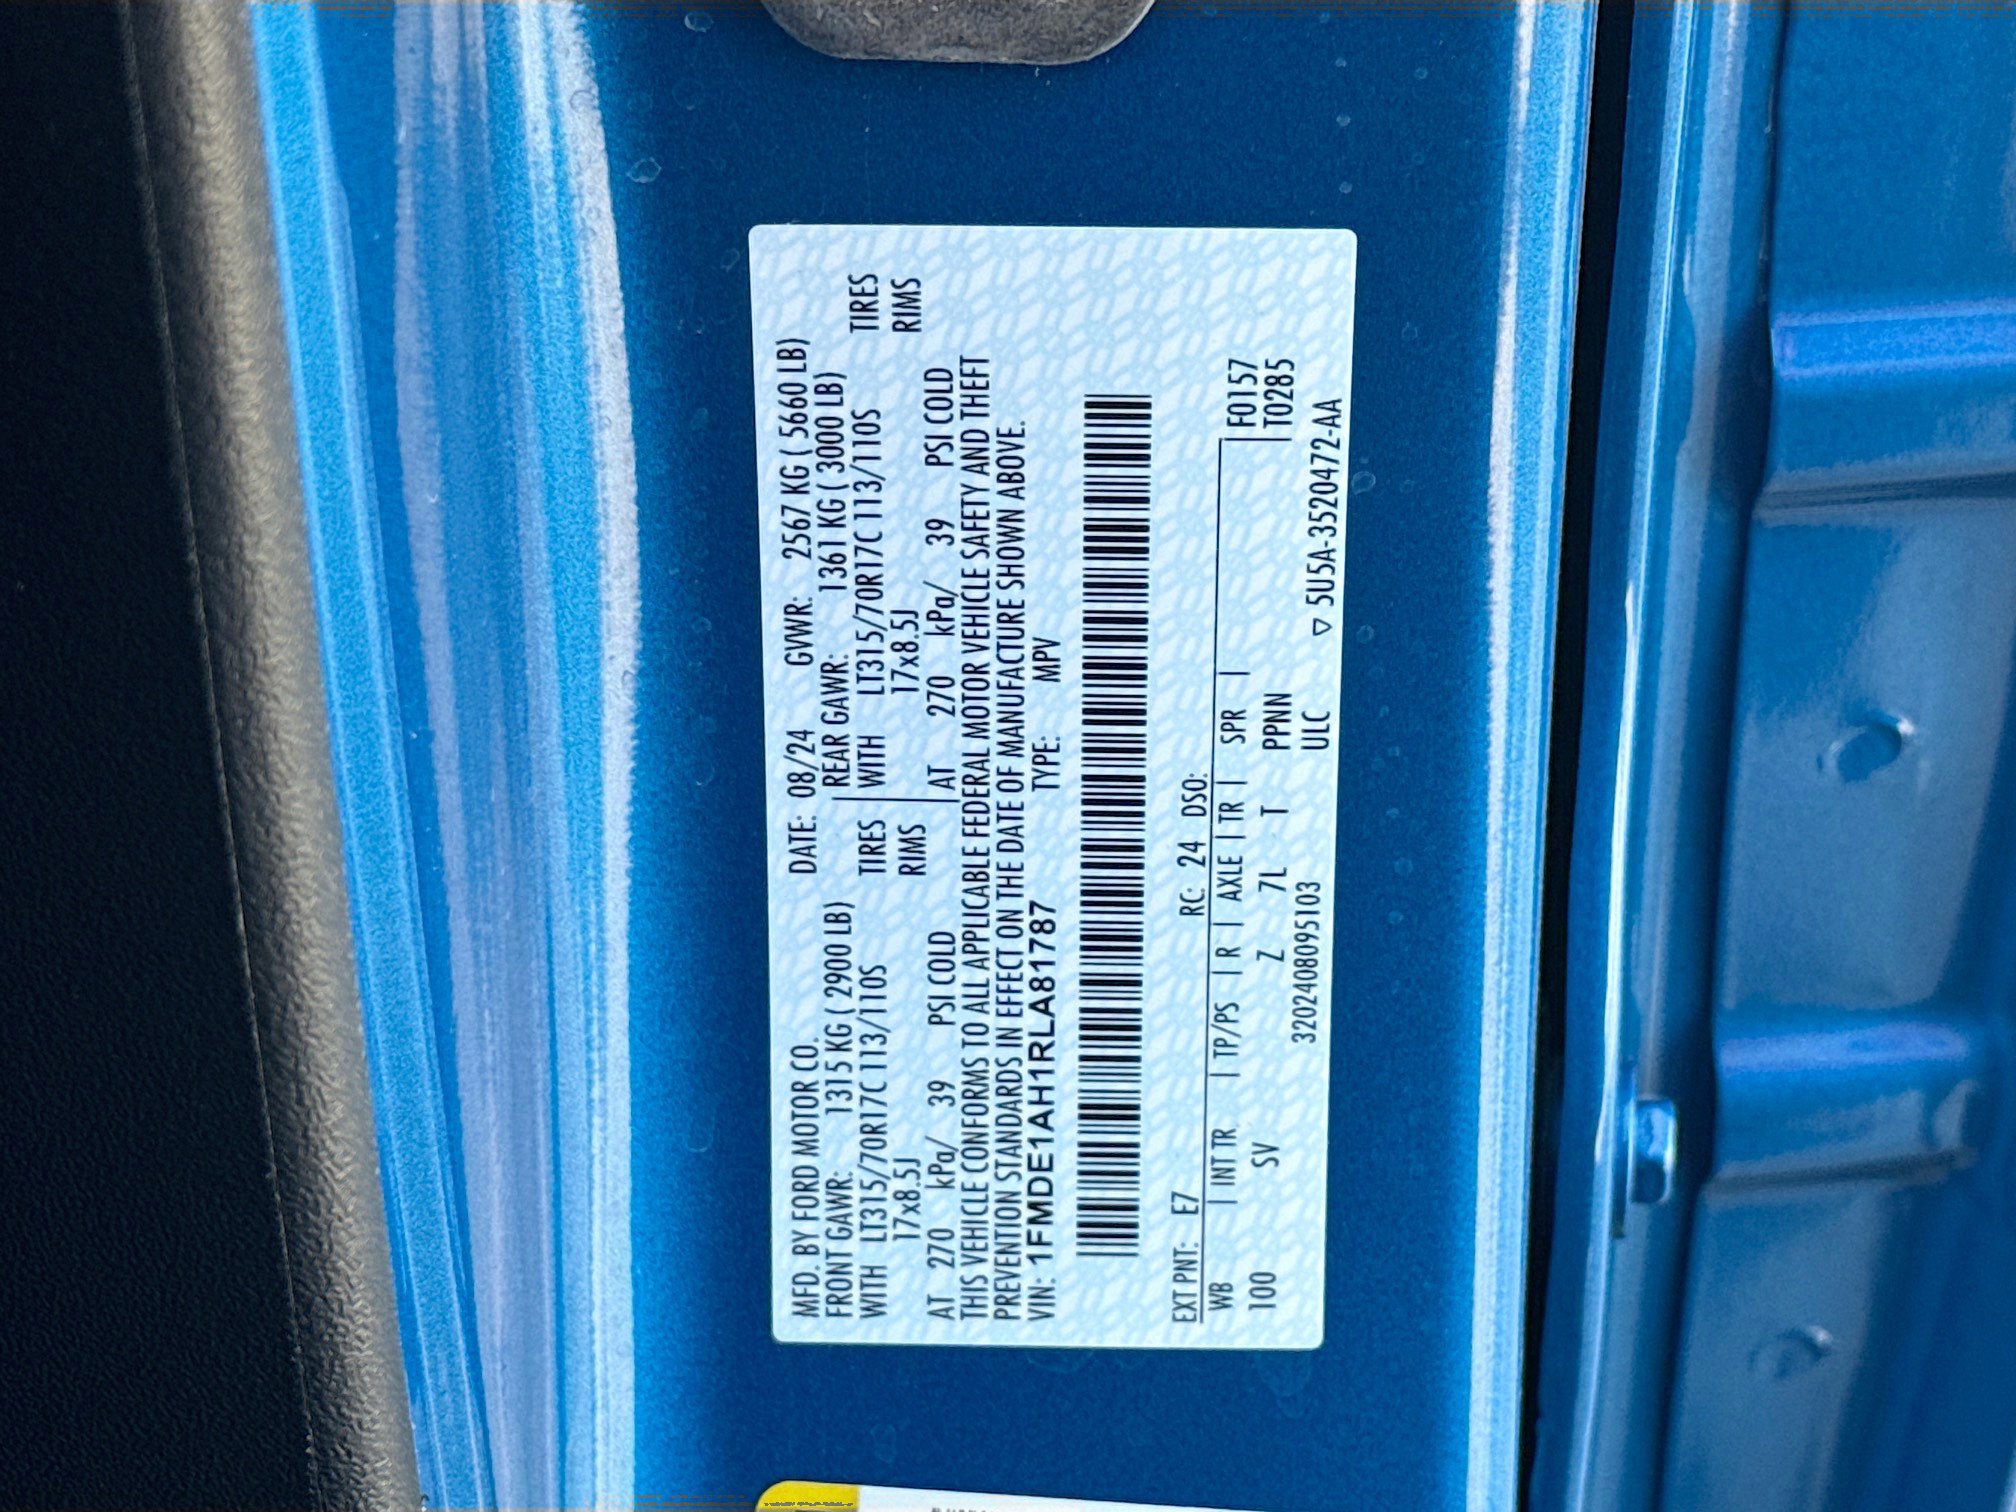 MFD. BY FORD MOTOR CO. DATE: 08/24 GVWR: 2567 KG ( 5660 LB)
FRONT GAWR: 1315 KG ( 2900 LB) REAR GAWR: 1361 KG ( 3000 LB)
WITH LT315/70R17C 113/110S TIRES WITH LT315/70R17C 113/110S TIRES
17x8.5J RIMS 17x8.5J RIMS
AT 270 kPa/ 39 PSI COLD AT 270 kPa/ 39 PSI COLD
THIS VEHICLE CONFORMS TO ALL APPLICABLE FEDERAL MOTOR VEHICLE SAFETY AND THEFT
PREVENTION STANDARDS IN EFFECT ON THE DATE OF MANUFACTURE SHOWN ABOVE.
VIN: 1FMDE1AH1RLA81787 TYPE: MPV
EXT PNT: E7 RC: 24 DSO:
WB | INT TR | TP/PS | R | AXLE | TR | SPR | F0157
100 SV Z 7L T PPNN T0285
3202408095103 ULC ▽ 5U5A-3520472-AA